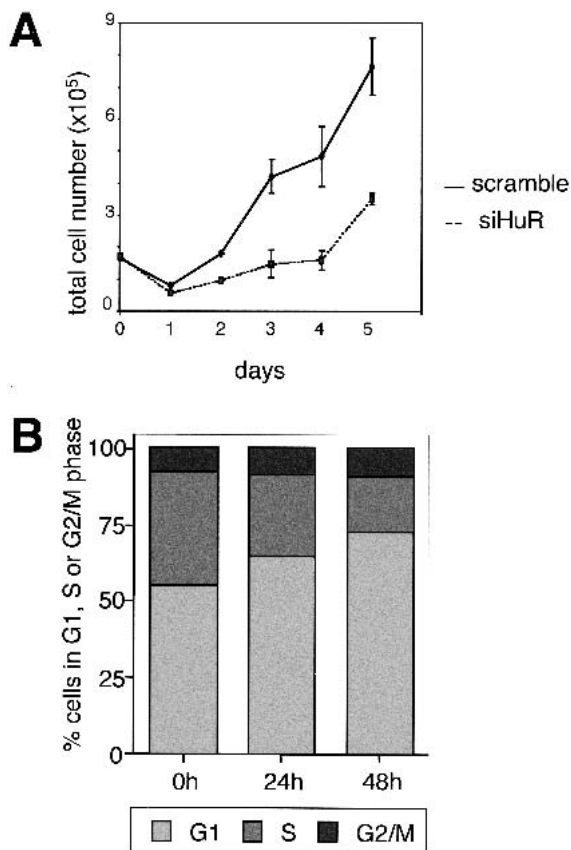 A
total cell number (x10⁵)
9
6
3
0
0 1 2 3 4 5
days
scramble
siHuR
B
% cells in G1, S or G2/M phase
100
75
50
25
0
0h 24h 48h
G1 S G2/M